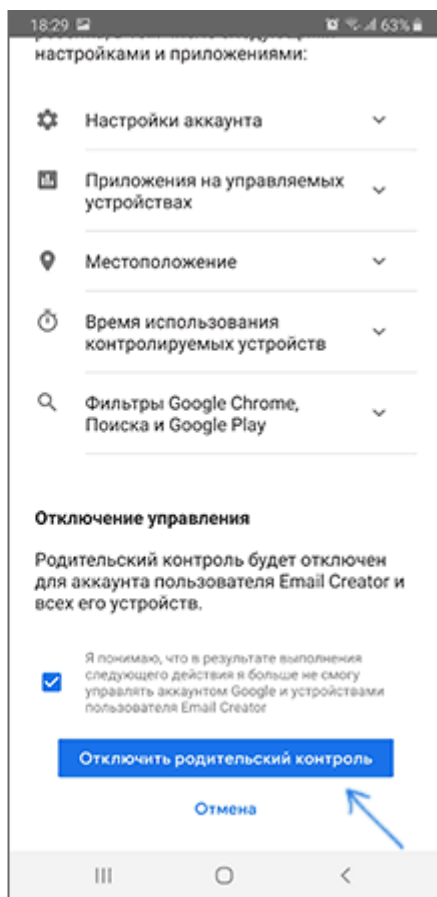 18:29 63%
настройками и приложениями:
Настройки аккаунта
Приложения на управляемых
устройствах
Местоположение
Время использования
контролируемых устройств
Фильтры Google Chrome,
Поиска и Google Play
Отключение управления
Родительский контроль будет отключен
для аккаунта пользователя Email Creator и
всех его устройств.
Я понимаю, что в результате выполнения
следующего действия я больше не смогу
управлять аккаунтом Google и устройствами
пользователя Email Creator
Отключить родительский контроль
Отмена